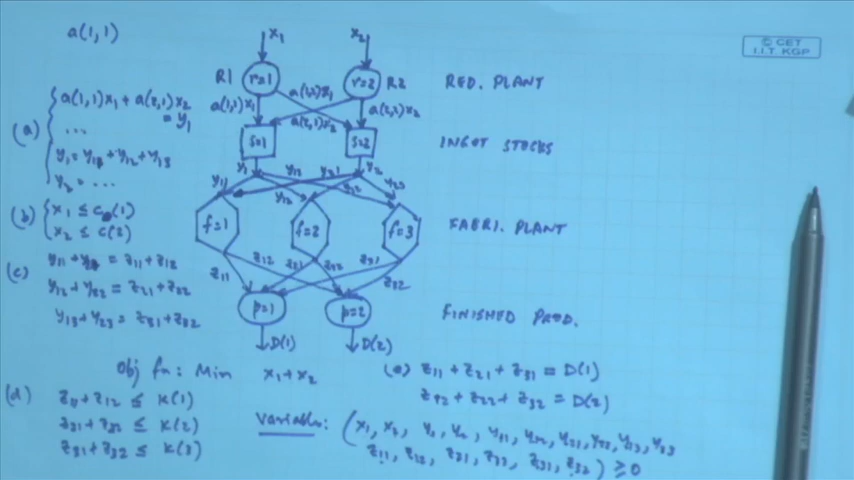 a(1,1)
x1
x2
© CET
I.I.T. KGP
R1
r=1
r=2
R2
RED. PLANT
a(1,1)x1
a(2,1)x2
a(2,2)x2
(a)
a(1,1)x1 + a(2,1)x2
= y1
...
y1 = y11 + y12 + y13
y2 = ...
s=1
s=2
INGOT STOCKS
y1
y13
y21
y2
y11
y12
y22
y23
(b)
x1 ≤ c(1)
x2 ≤ c(2)
f=1
f=2
f=3
FABRI. PLANT
(c)
y11 + y21 = z11 + z12
y12 + y22 = z21 + z22
y13 + y23 = z31 + z32
z11
z12
z21
z22
z31
z32
p=1
p=2
FINISHED PROD.
D(1)
D(2)
Obj fn: Min x1 + x2
(e) z11 + z21 + z31 = D(1)
z12 + z22 + z32 = D(2)
(d)
z11 + z12 ≤ K(1)
z21 + z22 ≤ K(2)
z31 + z32 ≤ K(3)
Variables: (x1, x2, y1, y2, y11, y12, y21, y22, y13, y23
z11, z12, z21, z22, z31, z32) ≥ 0